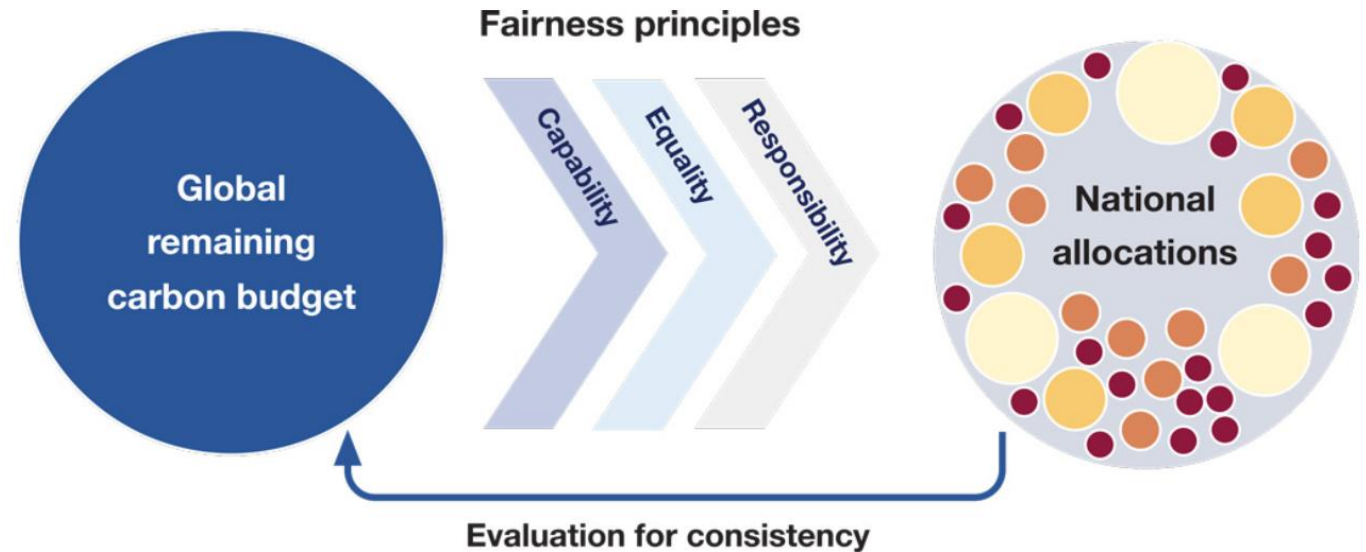 Fairness principles
Global
remaining
carbon budget
Capability
Equality
Responsibility
National
allocations
Evaluation for consistency